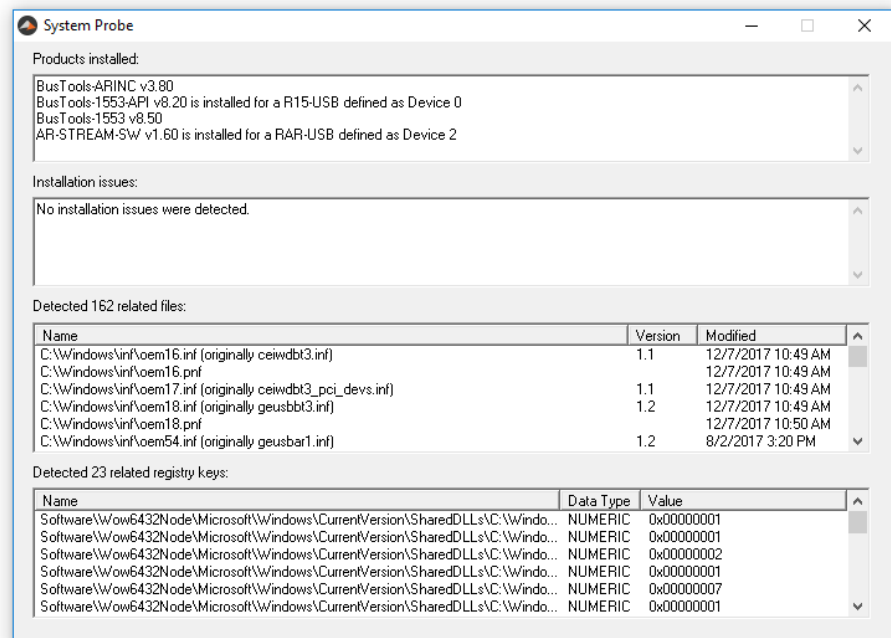 System Probe
Products installed:
BusTools-ARINC v3.80
BusTools-1553-API v8.20 is installed for a R15-USB defined as Device 0
BusTools-1553 v8.50
AR-STREAM-SW v1.60 is installed for a RAR-USB defined as Device 2
Installation issues:
No installation issues were detected.
Detected 162 related files:
Name Version Modified
C:\Windows\inf\oem16.inf (originally ceiwdbt3.inf) 1.1 12/7/2017 10:49 AM
C:\Windows\inf\oem16.pnf 12/7/2017 10:49 AM
C:\Windows\inf\oem17.inf (originally ceiwdbt3_pci_devs.inf) 1.1 12/7/2017 10:49 AM
C:\Windows\inf\oem18.inf (originally geusbbt3.inf) 1.2 12/7/2017 10:49 AM
C:\Windows\inf\oem18.pnf 12/7/2017 10:50 AM
C:\Windows\inf\oem54.inf (originally geusbar1.inf) 1.2 8/2/2017 3:20 PM
Detected 23 related registry keys:
Name Data Type Value
Software\Wow6432Node\Microsoft\Windows\CurrentVersion\SharedDLLs\C:\Windo... NUMERIC 0x00000001
Software\Wow6432Node\Microsoft\Windows\CurrentVersion\SharedDLLs\C:\Windo... NUMERIC 0x00000001
Software\Wow6432Node\Microsoft\Windows\CurrentVersion\SharedDLLs\C:\Windo... NUMERIC 0x00000002
Software\Wow6432Node\Microsoft\Windows\CurrentVersion\SharedDLLs\C:\Windo... NUMERIC 0x00000001
Software\Wow6432Node\Microsoft\Windows\CurrentVersion\SharedDLLs\C:\Windo... NUMERIC 0x00000007
Software\Wow6432Node\Microsoft\Windows\CurrentVersion\SharedDLLs\C:\Windo... NUMERIC 0x00000001